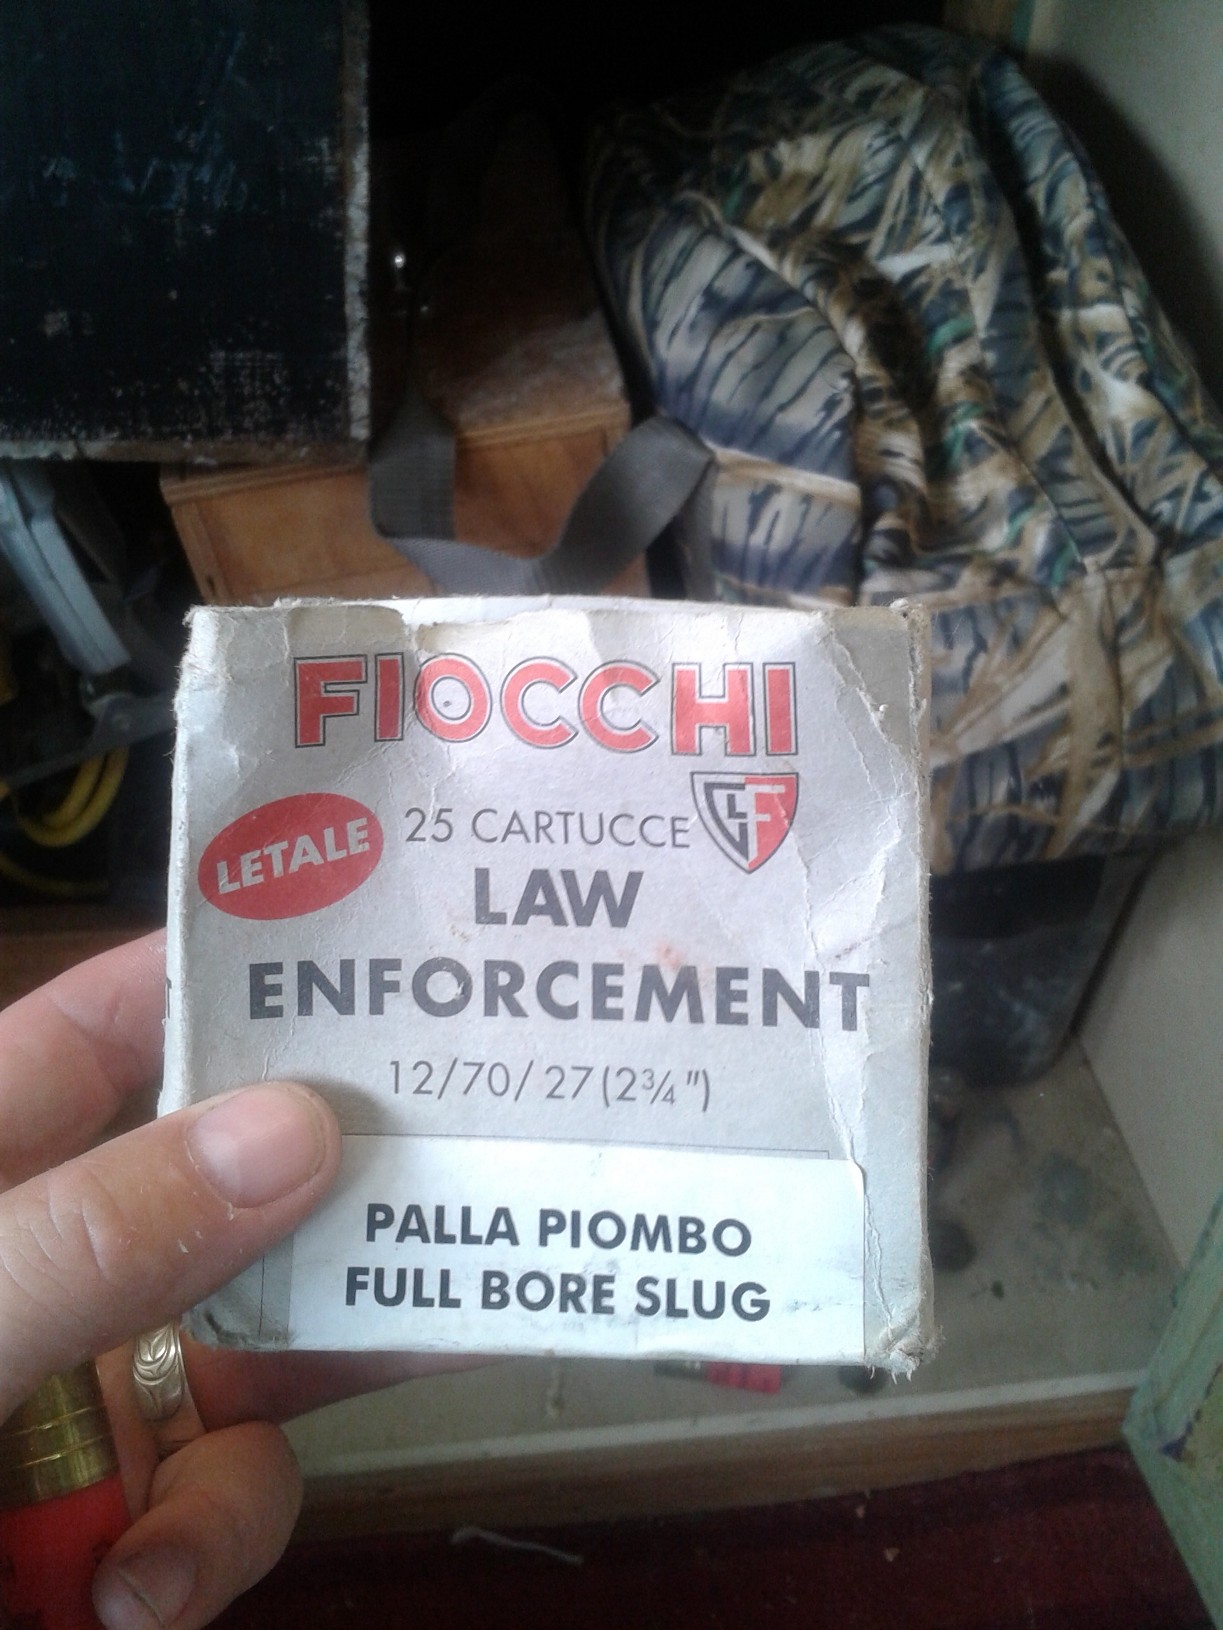 FIOCCHI
LETALE
25 CARTUCCE
LAW
ENFORCEMENT
12/70/27 (2¾")
PALLA PIOMBO
FULL BORE SLUG